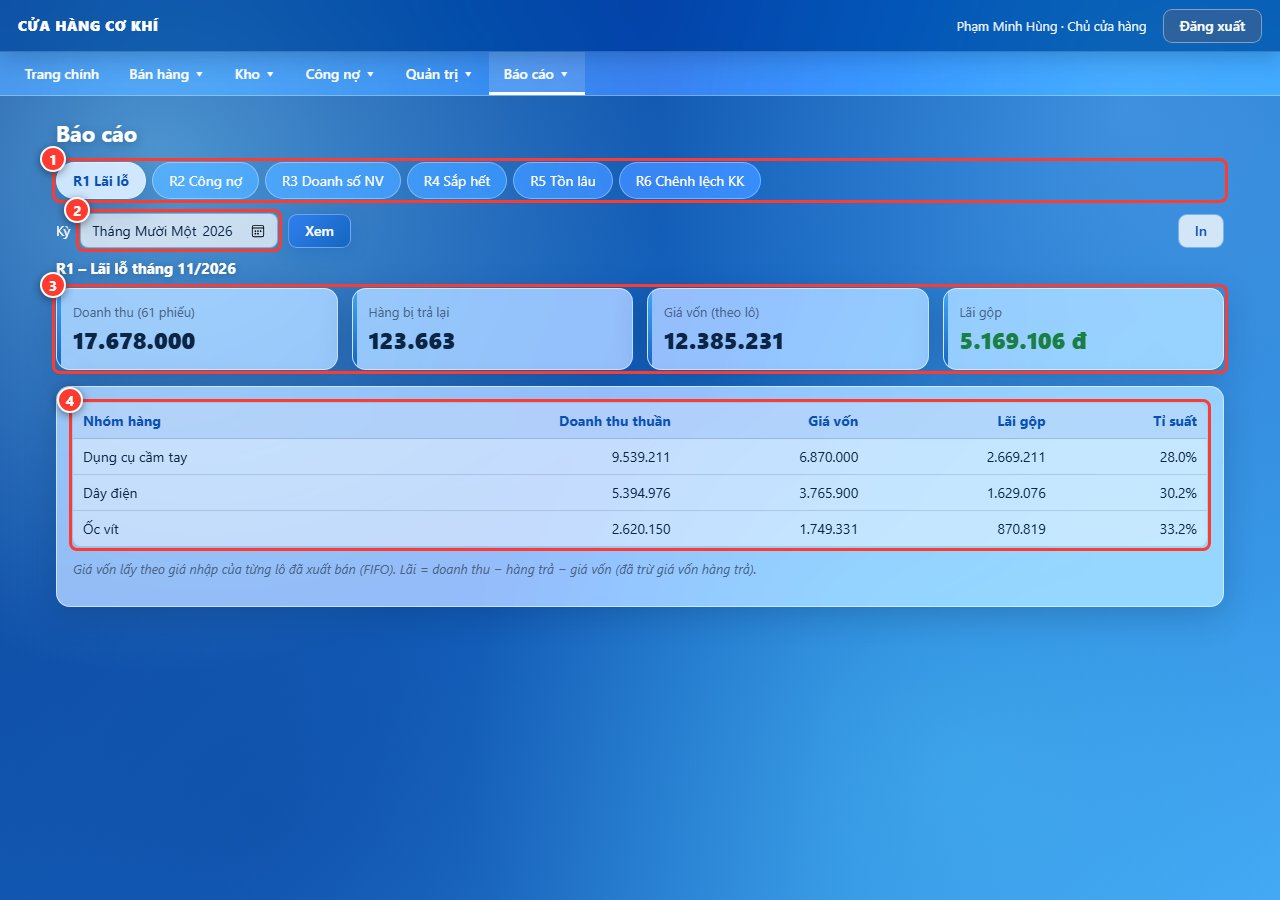 CỬA HÀNG CƠ KHÍ
Phạm Minh Hùng · Chủ cửa hàng Đăng xuất
Trang chính Bán hàng ▾ Kho ▾ Công nợ ▾ Quản trị ▾ Báo cáo ▾
Báo cáo
1
R1 Lãi lỗ R2 Công nợ R3 Doanh số NV R4 Sắp hết R5 Tồn lâu R6 Chênh lệch KK
2
Kỳ Tháng Mười Một 2026 Xem In
R1 – Lãi lỗ tháng 11/2026
3
Doanh thu (61 phiếu) Hàng bị trả lại Giá vốn (theo lô) Lãi gộp
17.678.000 123.663 12.385.231 5.169.106 đ
4
Nhóm hàng Doanh thu thuần Giá vốn Lãi gộp Tỉ suất
Dụng cụ cầm tay 9.539.211 6.870.000 2.669.211 28.0%
Dây điện 5.394.976 3.765.900 1.629.076 30.2%
Ốc vít 2.620.150 1.749.331 870.819 33.2%
Giá vốn lấy theo giá nhập của từng lô đã xuất bán (FIFO). Lãi = doanh thu − hàng trả − giá vốn (đã trừ giá vốn hàng trả).